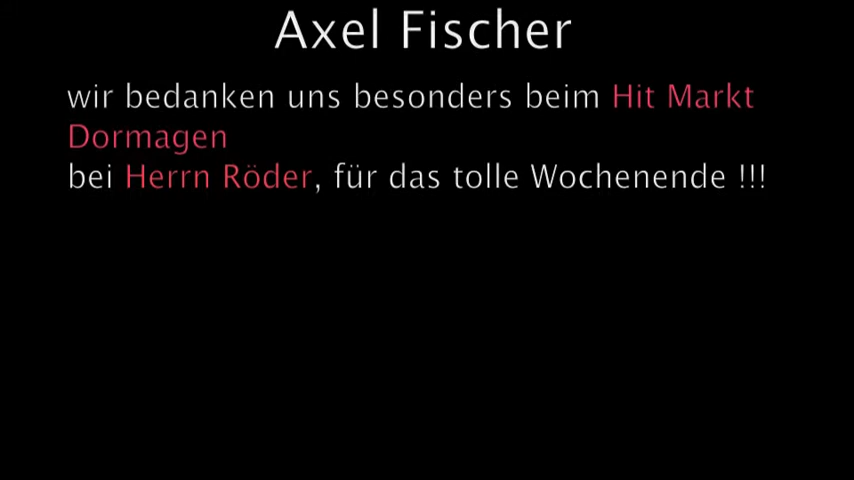 Axel Fischer
wir bedanken uns besonders beim Hit Markt
Dormagen
bei Herrn Röder, für das tolle Wochenende !!!